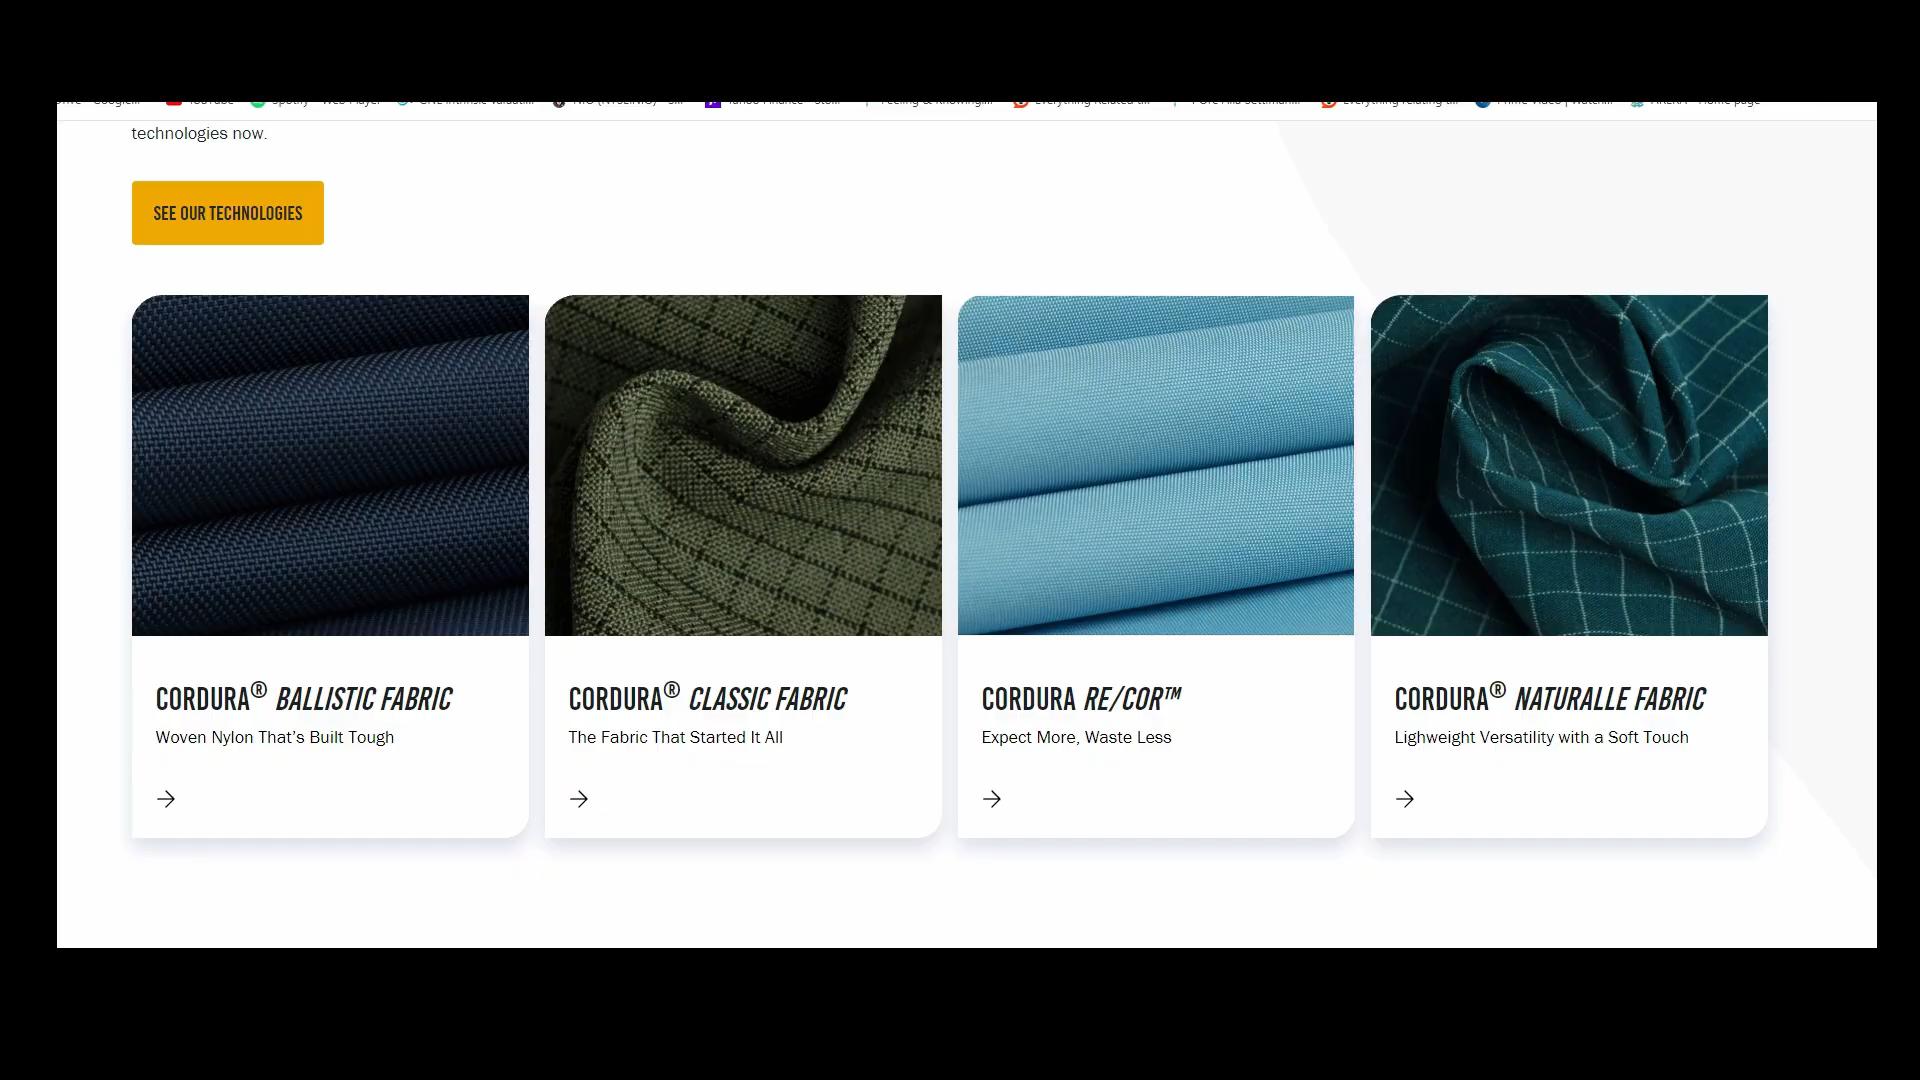 technologies now.
SEE OUR TECHNOLOGIES
CORDURA® BALLISTIC FABRIC
Woven Nylon That's Built Tough
CORDURA® CLASSIC FABRIC
The Fabric That Started It All
CORDURA RE/COR™
Expect More, Waste Less
CORDURA® NATURALLE FABRIC
Lighweight Versatility with a Soft Touch